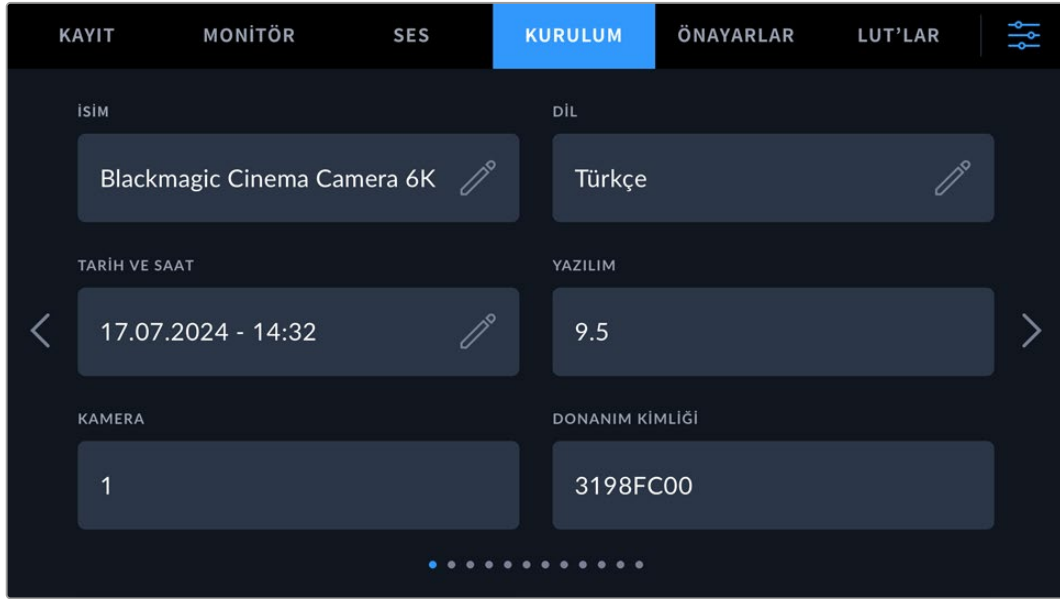 KAYIT MONİTÖR SES KURULUM ÖNAYARLAR LUT’LAR
İSİM DİL
Blackmagic Cinema Camera 6K Türkçe
TARİH VE SAAT YAZILIM
17.07.2024 - 14:32 9.5
KAMERA DONANIM KİMLİĞİ
1 3198FC00